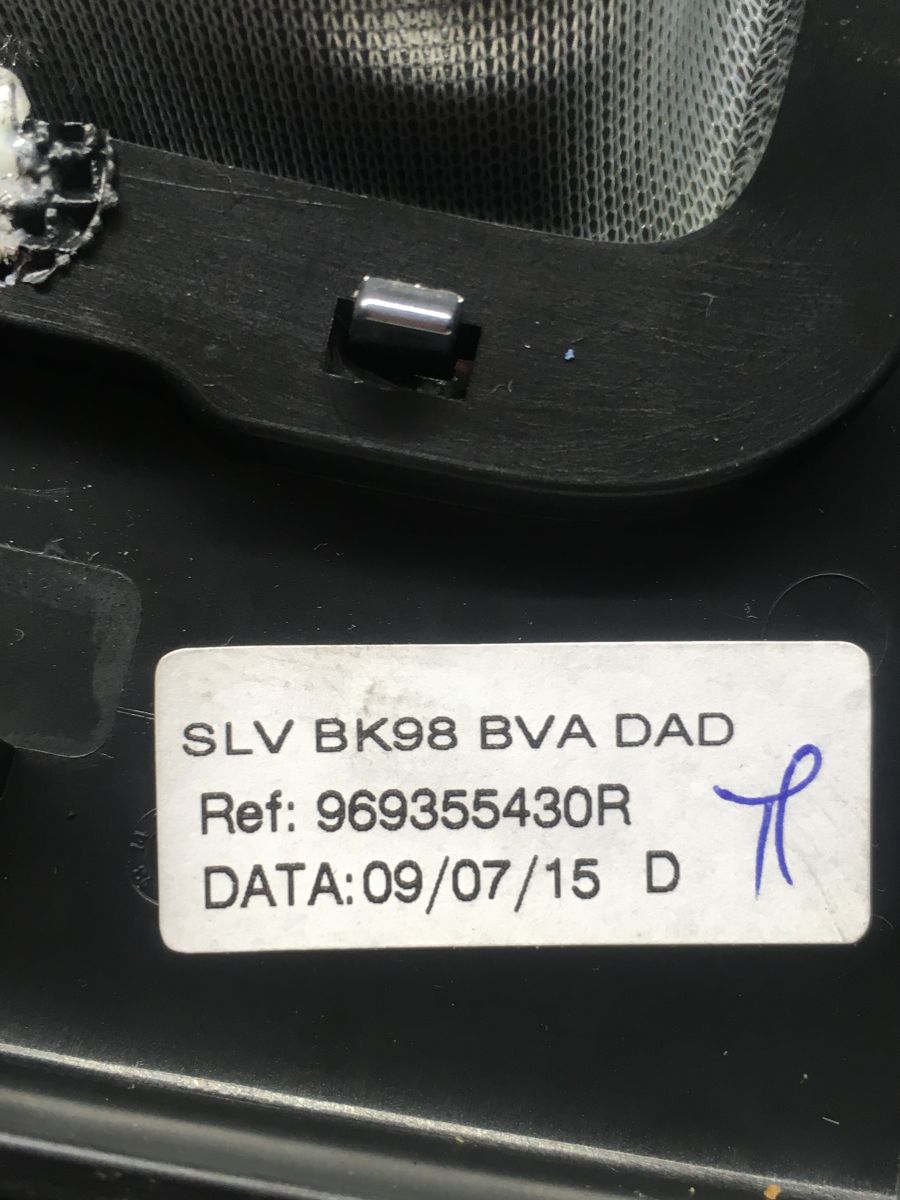 SLV BK98 BVA DAD
Ref: 969355430R
DATA:09/07/15 D